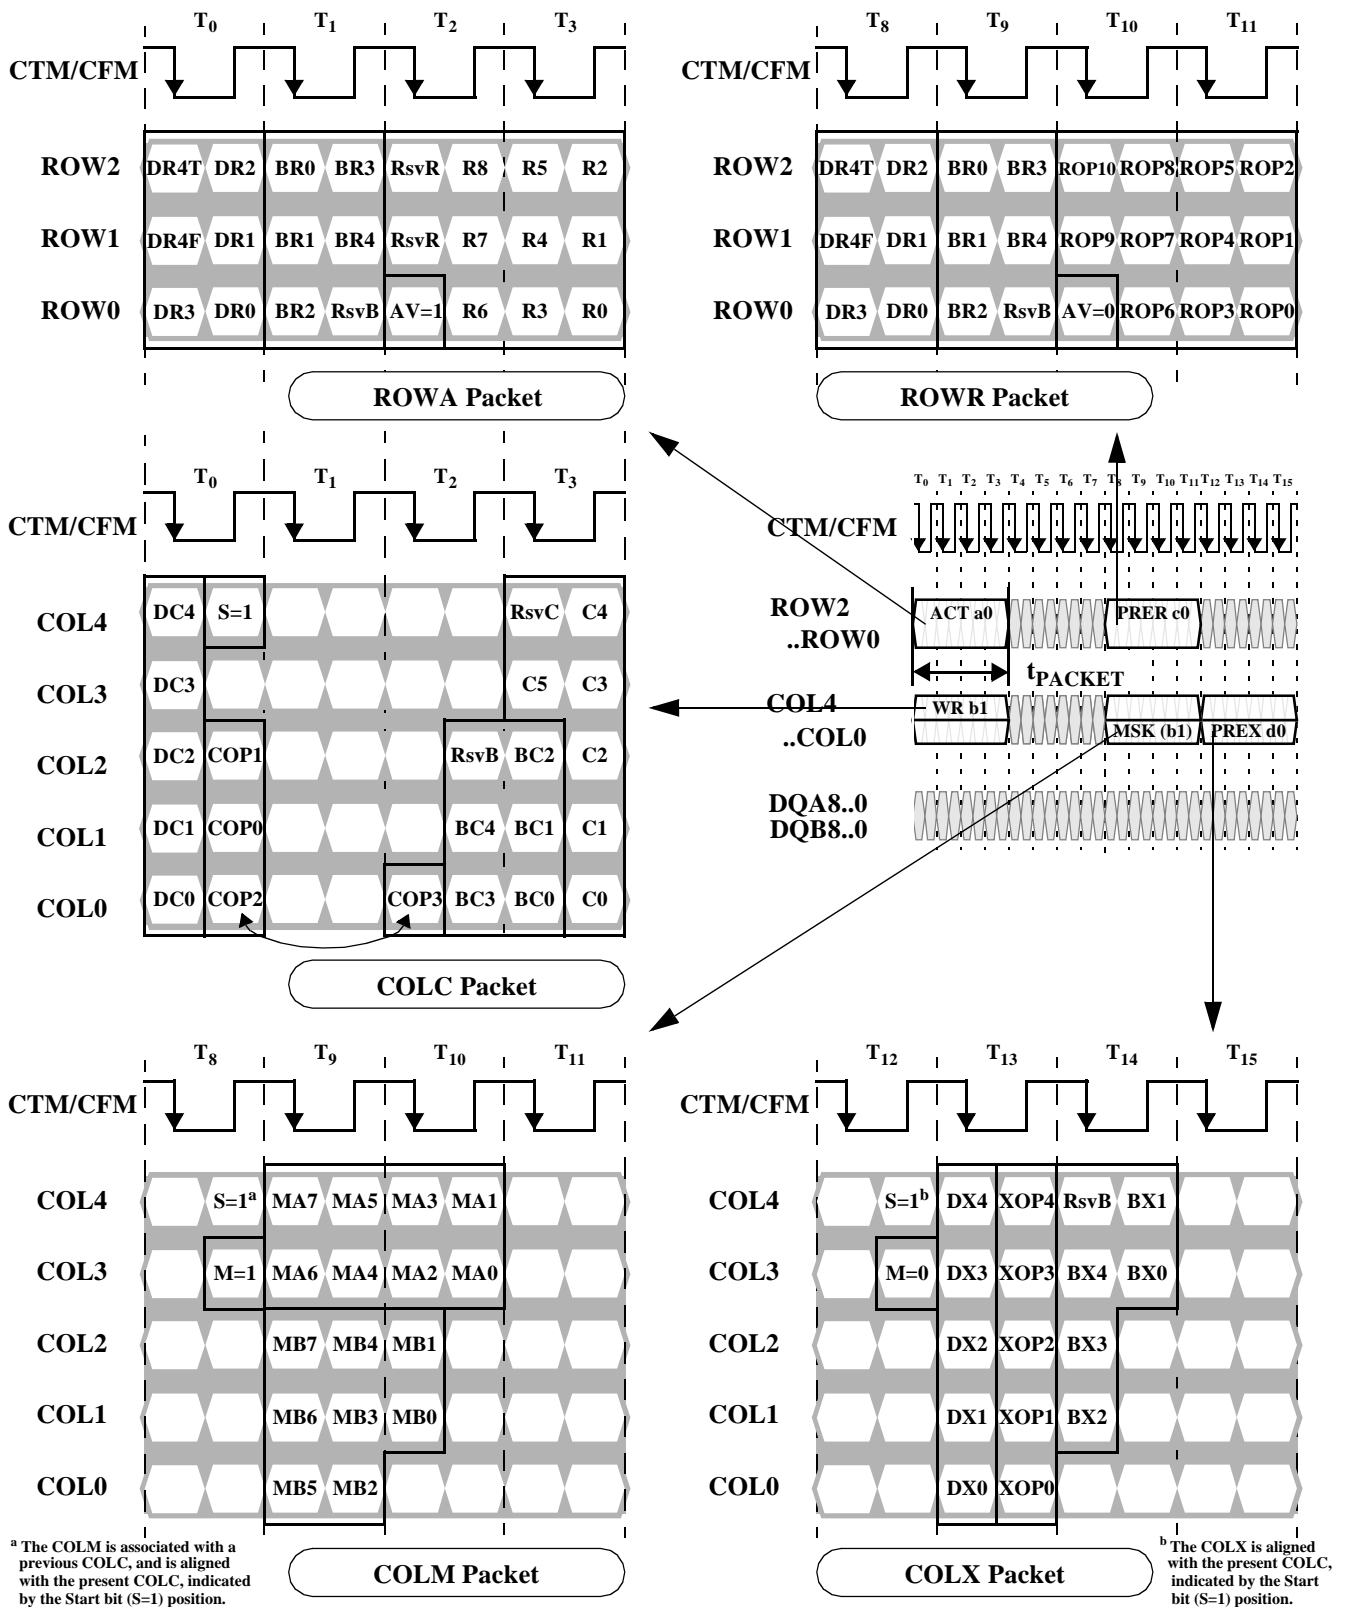 T0 T1 T2 T3
CTM/CFM
ROW2 DR4T DR2 BR0 BR3 RsvR R8 R5 R2
ROW1 DR4F DR1 BR1 BR4 RsvR R7 R4 R1
ROW0 DR3 DR0 BR2 RsvB AV=1 R6 R3 R0
ROWA Packet
T8 T9 T10 T11
CTM/CFM
ROW2 DR4T DR2 BR0 BR3 ROP10 ROP8 ROP5 ROP2
ROW1 DR4F DR1 BR1 BR4 ROP9 ROP7 ROP4 ROP1
ROW0 DR3 DR0 BR2 RsvB AV=0 ROP6 ROP3 ROP0
ROWR Packet
T0 T1 T2 T3
CTM/CFM
COL4 DC4 S=1 RsvC C4
COL3 DC3 C5 C3
COL2 DC2 COP1 RsvB BC2 C2
COL1 DC1 COP0 BC4 BC1 C1
COL0 DC0 COP2 COP3 BC3 BC0 C0
COLC Packet
T0 T1 T2 T3 T4 T5 T6 T7 T8 T9 T10 T11 T12 T13 T14 T15
CTM/CFM
ROW2 ACT a0 PRER c0
..ROW0
tPACKET
COL4 WR b1
..COL0 MSK (b1) PREX d0
DQA8..0
DQB8..0
T8 T9 T10 T11
CTM/CFM
COL4 S=1a MA7 MA5 MA3 MA1
COL3 M=1 MA6 MA4 MA2 MA0
COL2 MB7 MB4 MB1
COL1 MB6 MB3 MB0
COL0 MB5 MB2
COLM Packet
a The COLM is associated with a
previous COLC, and is aligned
with the present COLC, indicated
by the Start bit (S=1) position.
T12 T13 T14 T15
CTM/CFM
COL4 S=1b DX4 XOP4 RsvB BX1
COL3 M=0 DX3 XOP3 BX4 BX0
COL2 DX2 XOP2 BX3
COL1 DX1 XOP1 BX2
COL0 DX0 XOP0
COLX Packet
b The COLX is aligned
with the present COLC,
indicated by the Start
bit (S=1) position.